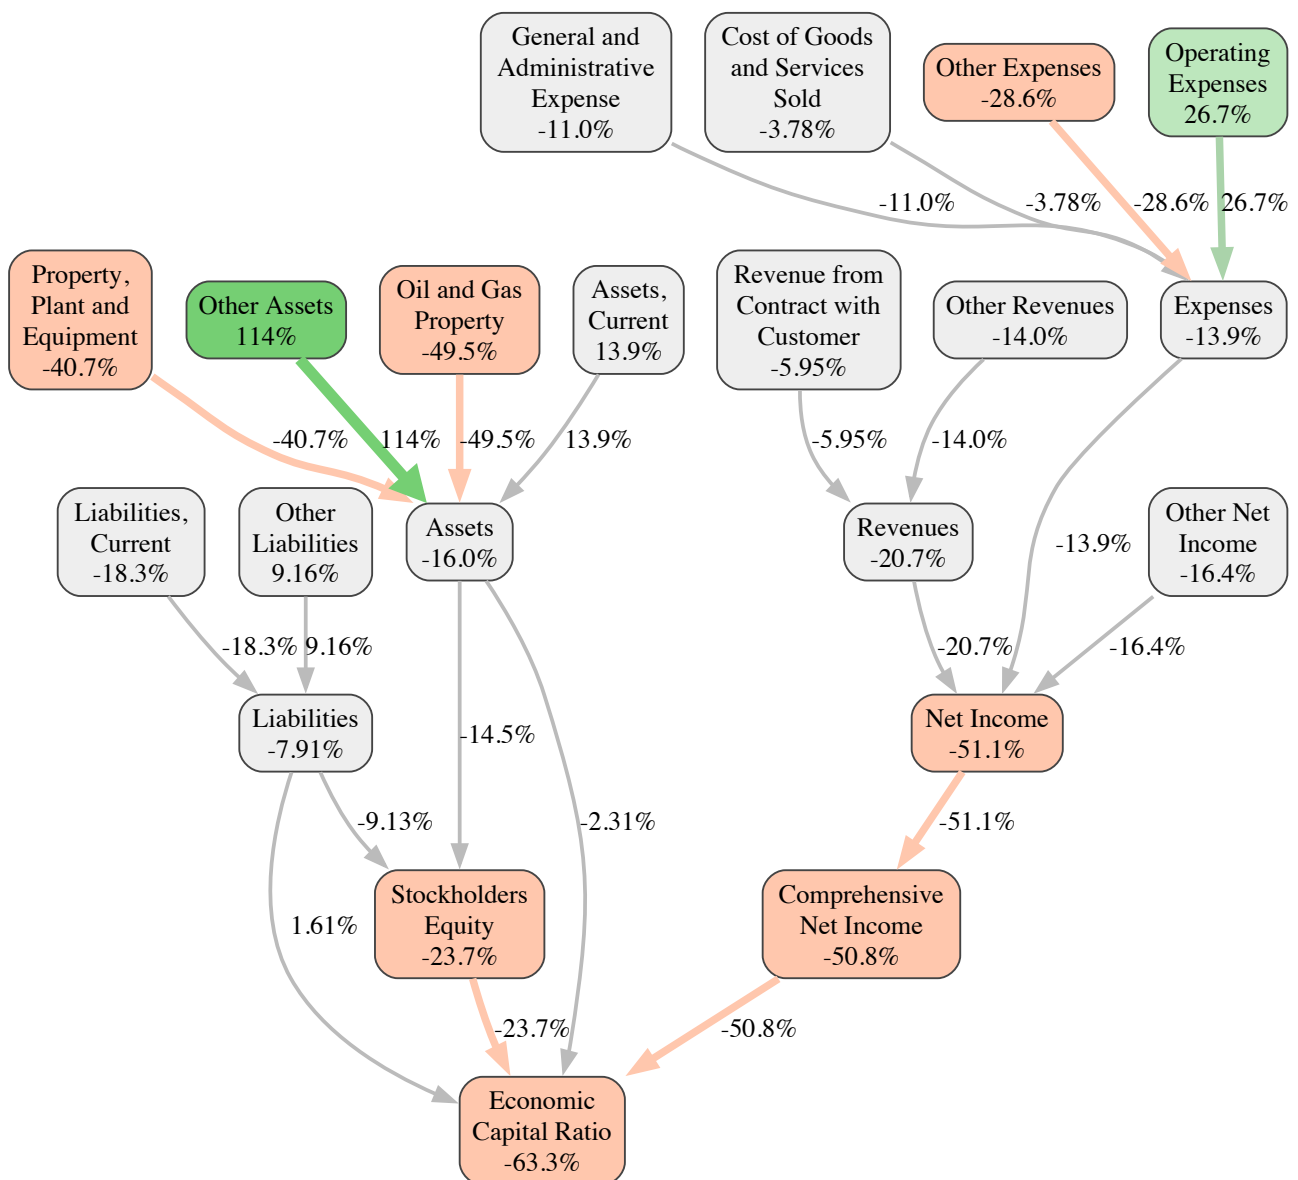 General and
Administrative
Expense
-11.0%
Cost of Goods
and Services
Sold
-3.78%
Other Expenses
-28.6%
Operating
Expenses
26.7%
-11.0%
-3.78%
-28.6%
26.7%
Property,
Plant and
Equipment
-40.7%
Other Assets
114%
Oil and Gas
Property
-49.5%
Assets,
Current
13.9%
Revenue from
Contract with
Customer
-5.95%
Other Revenues
-14.0%
Expenses
-13.9%
-40.7%
114%
-49.5%
13.9%
-5.95%
-14.0%
Liabilities,
Current
-18.3%
Other
Liabilities
9.16%
Assets
-16.0%
Revenues
-20.7%
-13.9%
Other Net
Income
-16.4%
-18.3%
9.16%
-20.7%
-16.4%
Liabilities
-7.91%
-14.5%
Net Income
-51.1%
-9.13%
-2.31%
-51.1%
1.61%
Stockholders
Equity
-23.7%
Comprehensive
Net Income
-50.8%
-23.7%
-50.8%
Economic
Capital Ratio
-63.3%